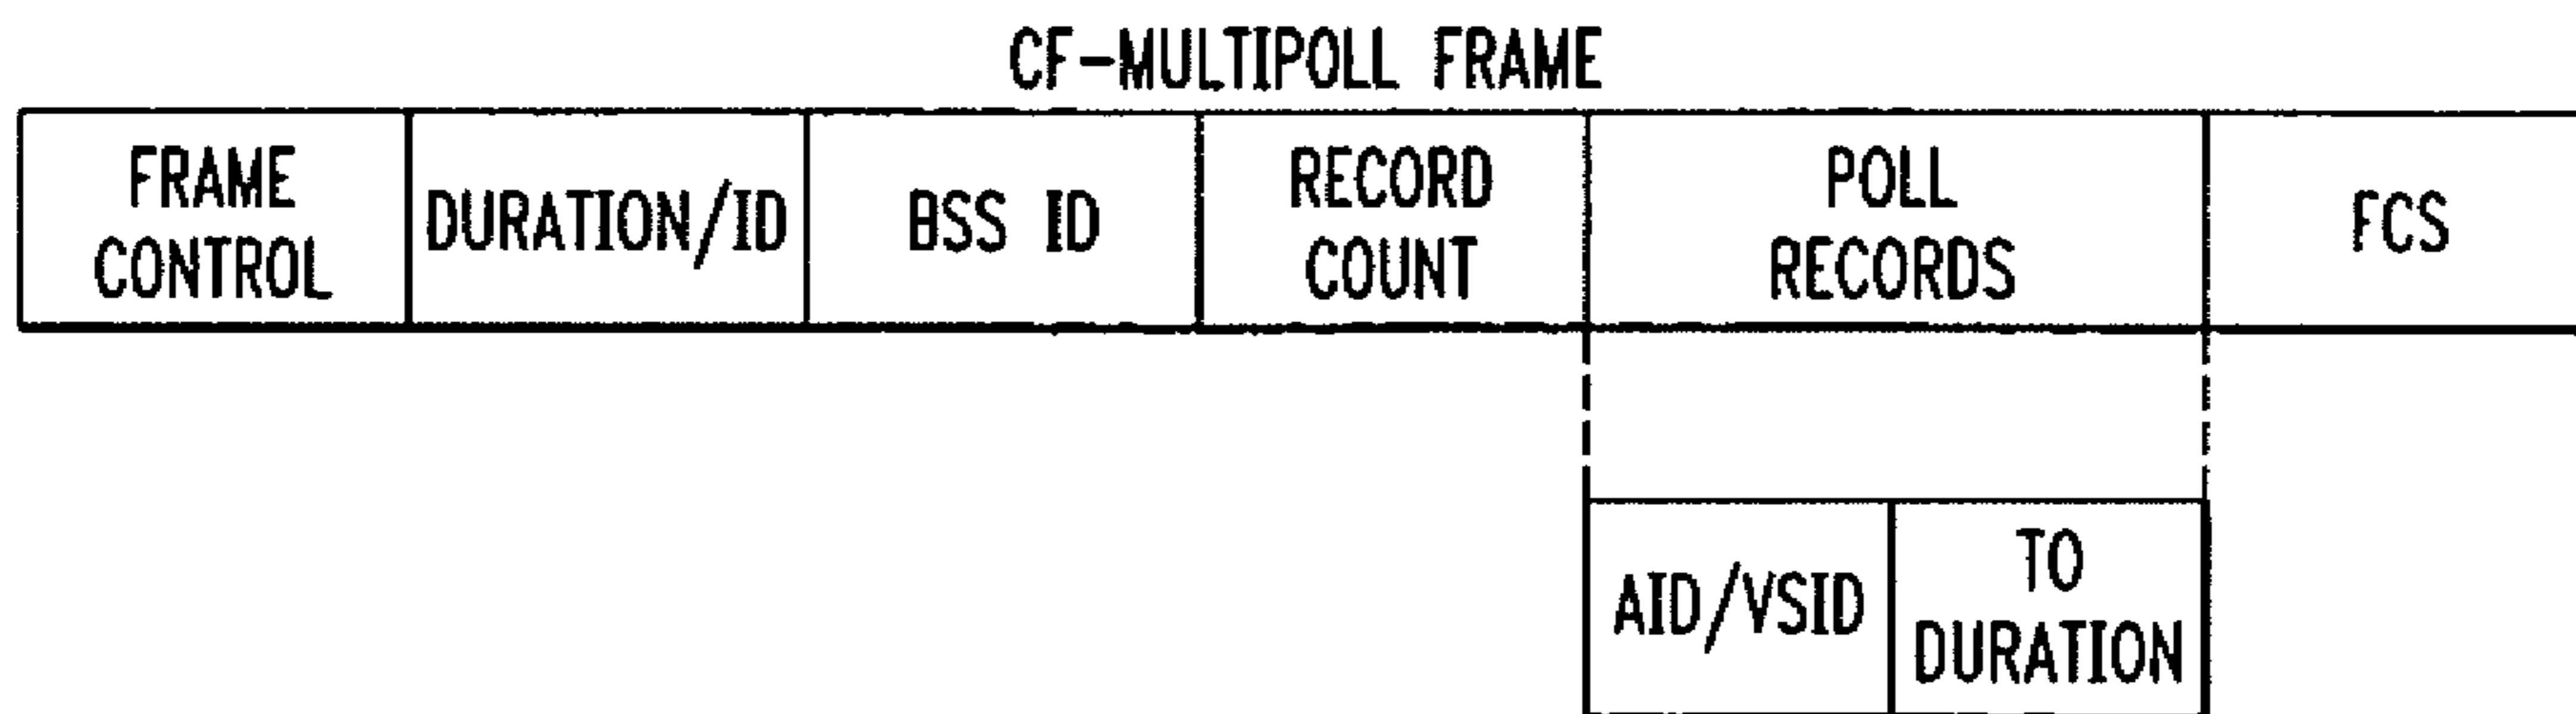 CF-MULTIPOLL FRAME
FRAME
CONTROL
DURATION/ID
BSS ID
RECORD
COUNT
POLL
RECORDS
FCS
AID/VSID
TO
DURATION